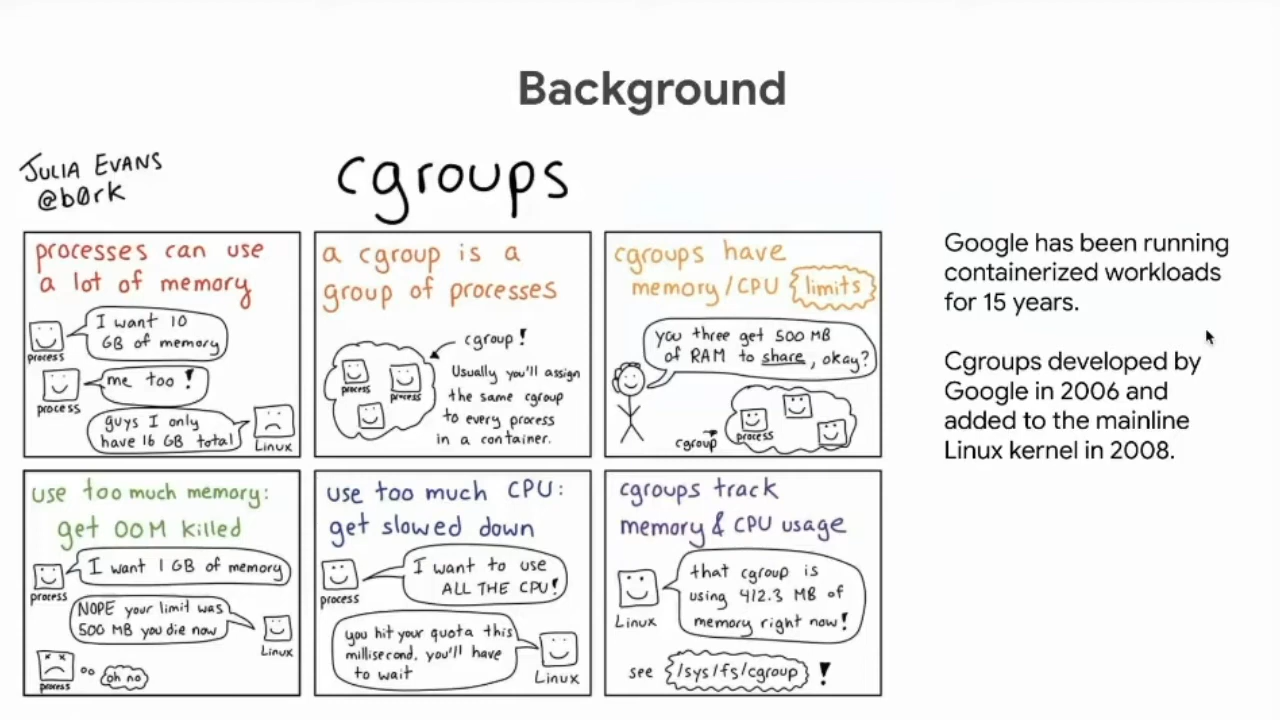 Background
JULIA EVANS
@b0rk
cgroups
processes can use
a lot of memory
I want 10
GB of memory
process
me too!
process
guys I only
have 16 GB total
Linux
a cgroup is a
group of processes
cgroup!
process
process
Usually you'll assign
the same cgroup
to every process
in a container.
cgroups have
memory/CPU limits
you three get 500 MB
of RAM to share, okay?
cgroup
process
use too much memory:
get OOM killed
I want 1 GB of memory
process
NOPE your limit was
500 MB you die now
Linux
process
oh no
use too much CPU:
get slowed down
I want to use
ALL THE CPU!
process
you hit your quota this
millisecond, you'll have
to wait
Linux
cgroups track
memory & CPU usage
that cgroup is
using 412.3 MB of
memory right now!
Linux
see /sys/fs/cgroup !
Google has been running
containerized workloads
for 15 years.
Cgroups developed by
Google in 2006 and
added to the mainline
Linux kernel in 2008.